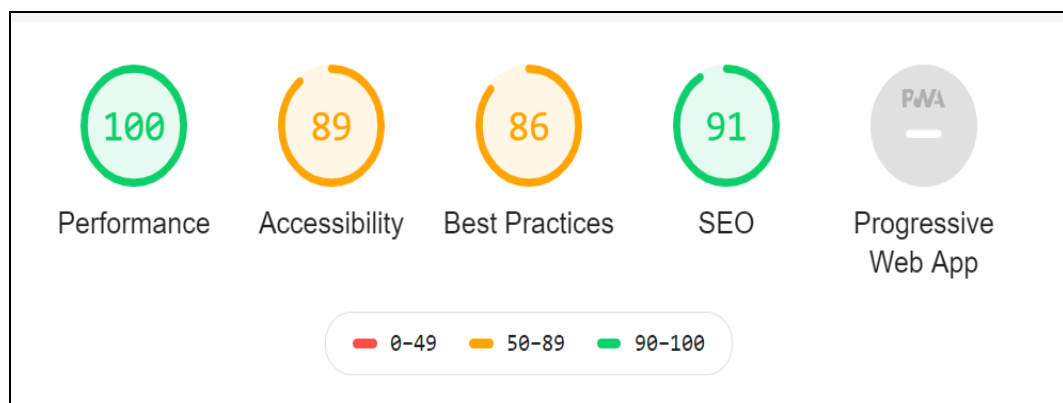 100 89 86 91 PWA
Performance Accessibility Best Practices SEO Progressive
Web App
0–49 50–89 90–100